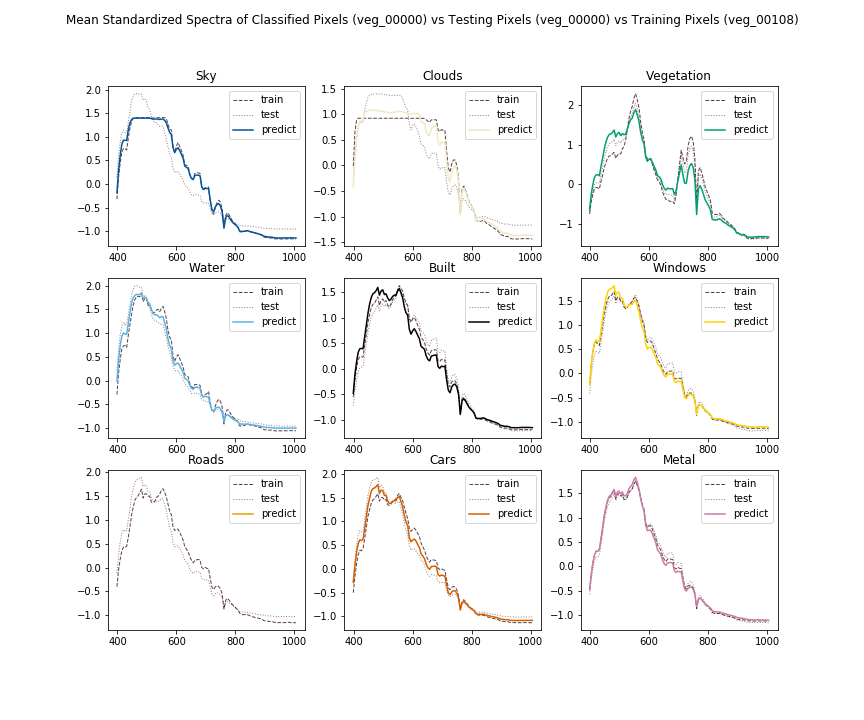 Mean Standardized Spectra of Classified Pixels (veg_00000) vs Testing Pixels (veg_00000) vs Training Pixels (veg_00108)
Sky
Clouds
Vegetation
train
test
predict
train
test
predict
train
test
predict
2.0
1.5
1.0
0.5
0.0
−0.5
−1.0
1.5
1.0
0.5
0.0
−0.5
−1.0
−1.5
2
1
0
−1
400 600 800 1000
400 600 800 1000
400 600 800 1000
Water
Built
Windows
train
test
predict
train
test
predict
train
test
predict
2.0
1.5
1.0
0.5
0.0
−0.5
−1.0
1.5
1.0
0.5
0.0
−0.5
−1.0
1.5
1.0
0.5
0.0
−0.5
−1.0
400 600 800 1000
400 600 800 1000
400 600 800 1000
Roads
Cars
Metal
train
test
predict
train
test
predict
train
test
predict
2.0
1.5
1.0
0.5
0.0
−0.5
−1.0
2.0
1.5
1.0
0.5
0.0
−0.5
−1.0
1.5
1.0
0.5
0.0
−0.5
−1.0
400 600 800 1000
400 600 800 1000
400 600 800 1000